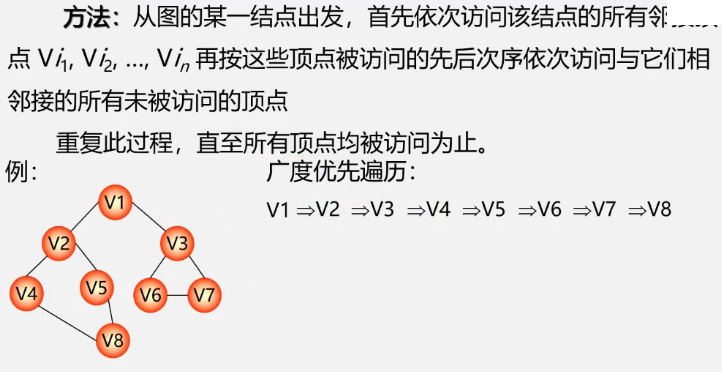 方法：从图的某一结点出发，首先依次访问该结点的所有邻
点 Vi1, Vi2, …, Vin 再按这些顶点被访问的先后次序依次访问与它们相
邻接的所有未被访问的顶点
重复此过程，直至所有顶点均被访问为止。
例：
广度优先遍历：
V1 ⇒V2 ⇒V3 ⇒V4 ⇒V5 ⇒V6 ⇒V7 ⇒V8
V1
V2
V3
V4
V5
V6
V7
V8